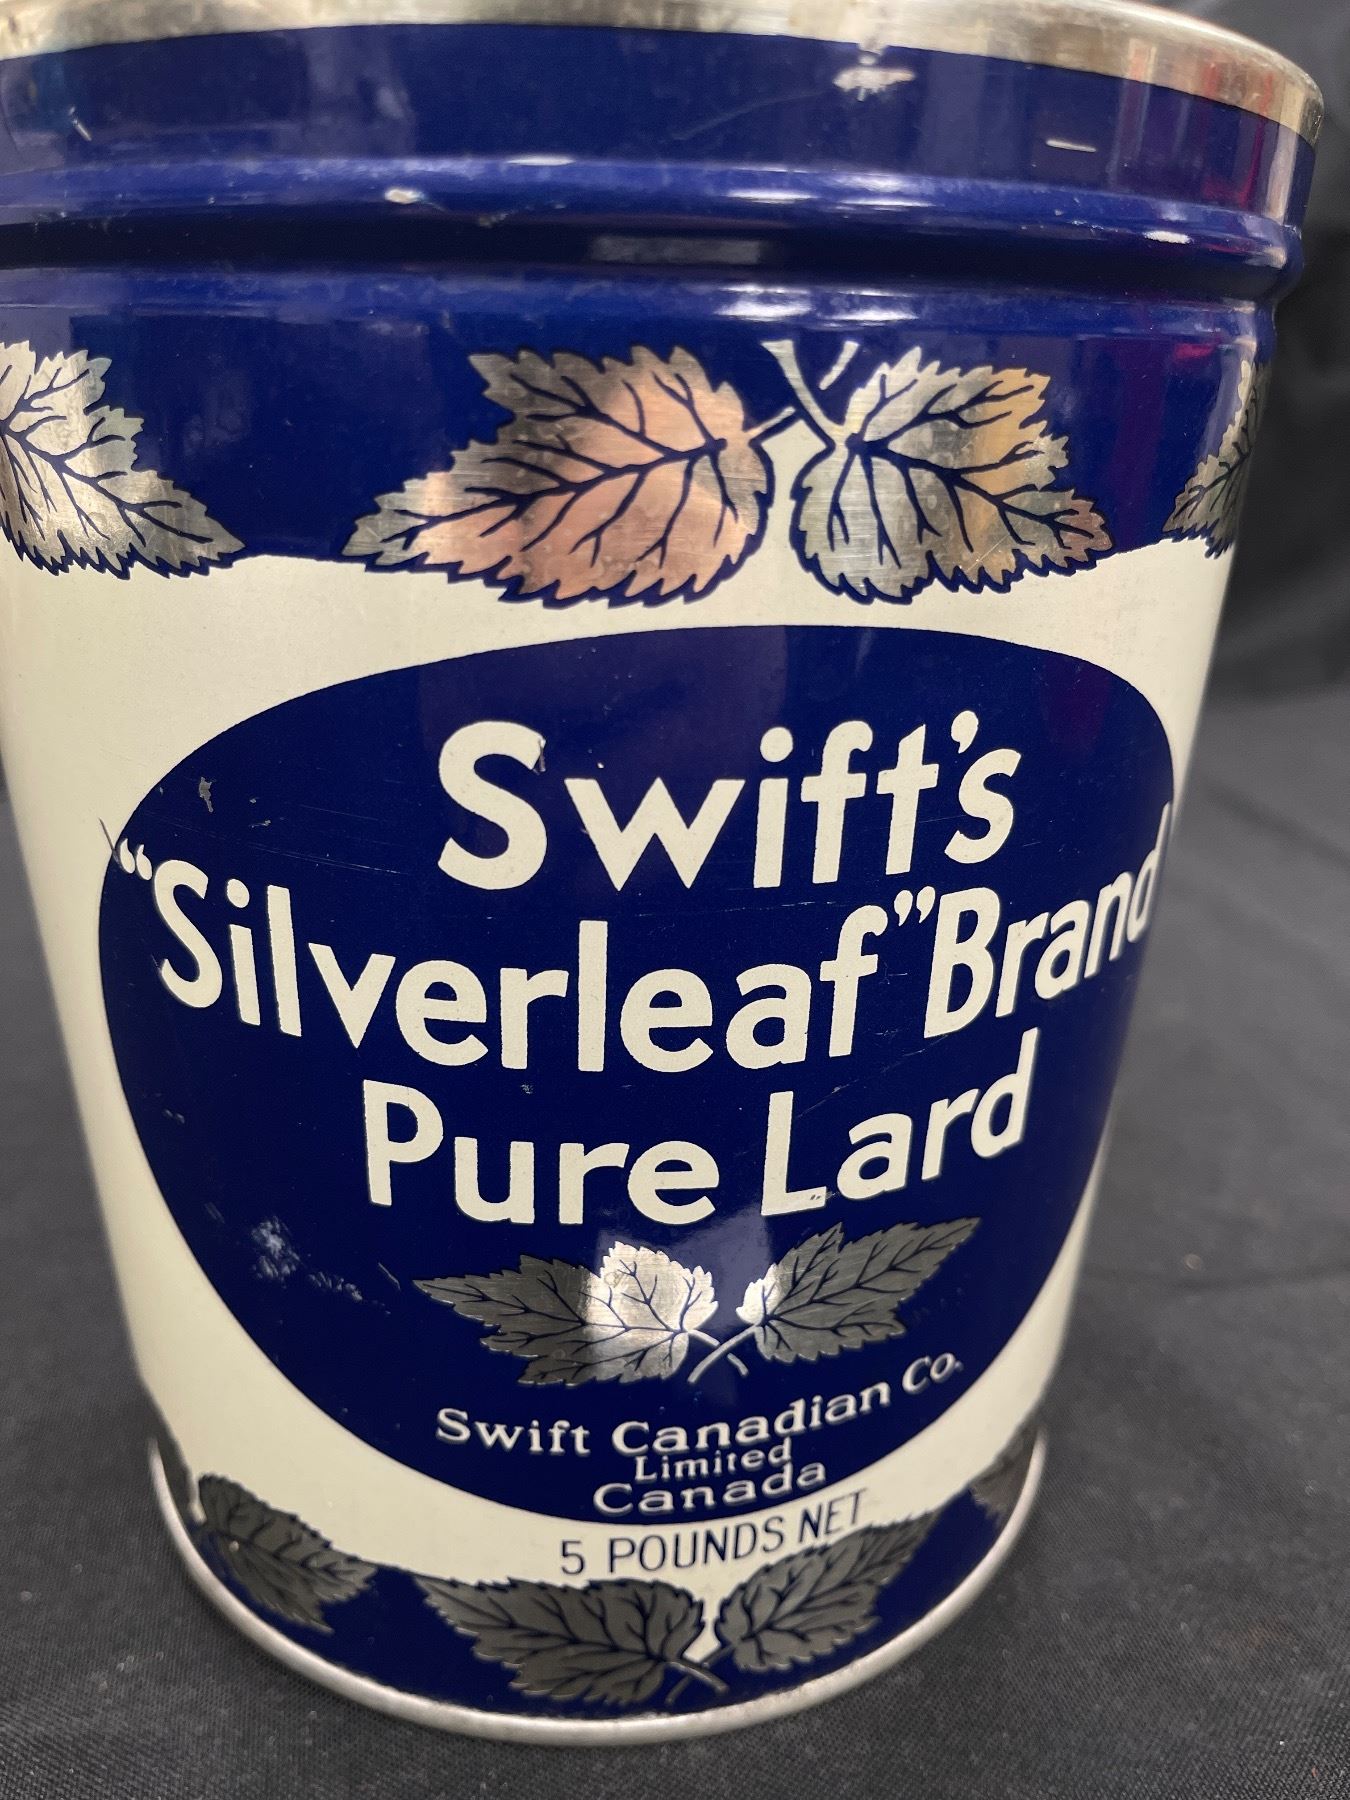 Swift's
"Silverleaf" Brand
Pure Lard
Swift Canadian Co.
Limited
Canada
5 POUNDS NET